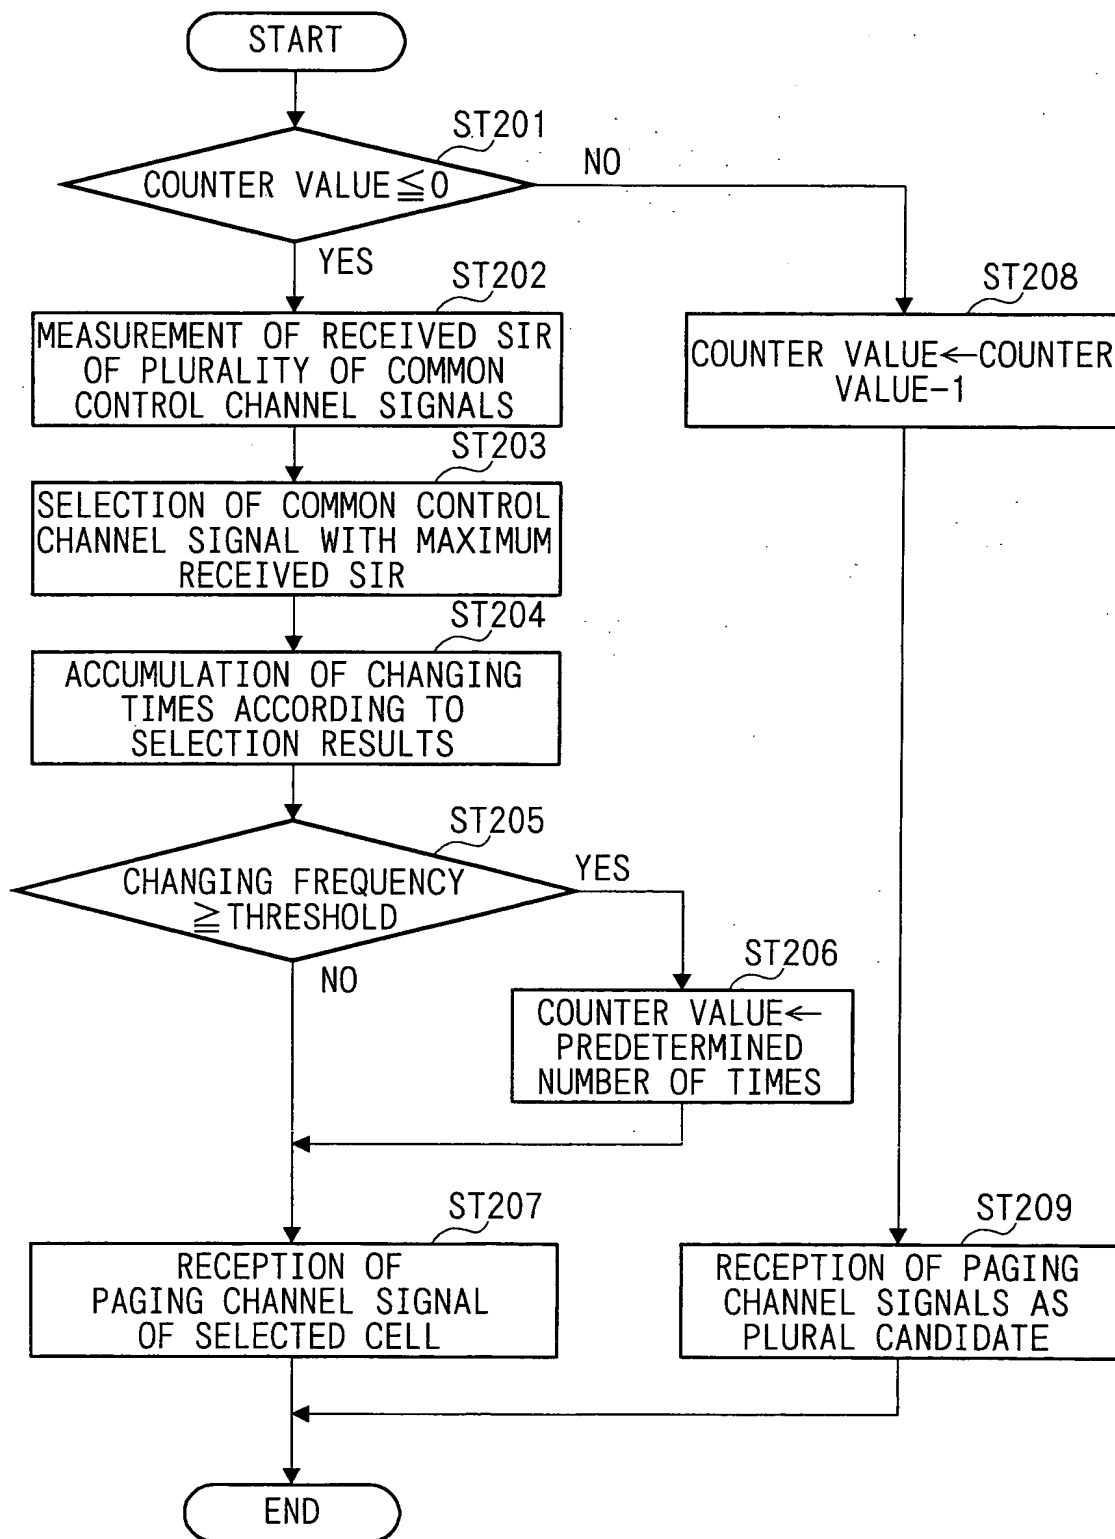 START
ST201
COUNTER VALUE≦0
NO
YES
ST202
MEASUREMENT OF RECEIVED SIR
OF PLURALITY OF COMMON
CONTROL CHANNEL SIGNALS
ST208
COUNTER VALUE←COUNTER
VALUE-1
ST203
SELECTION OF COMMON CONTROL
CHANNEL SIGNAL WITH MAXIMUM
RECEIVED SIR
ST204
ACCUMULATION OF CHANGING
TIMES ACCORDING TO
SELECTION RESULTS
ST205
CHANGING FREQUENCY
≧THRESHOLD
YES
NO
ST206
COUNTER VALUE←
PREDETERMINED
NUMBER OF TIMES
ST207
RECEPTION OF
PAGING CHANNEL SIGNAL
OF SELECTED CELL
ST209
RECEPTION OF PAGING
CHANNEL SIGNALS AS
PLURAL CANDIDATE
END